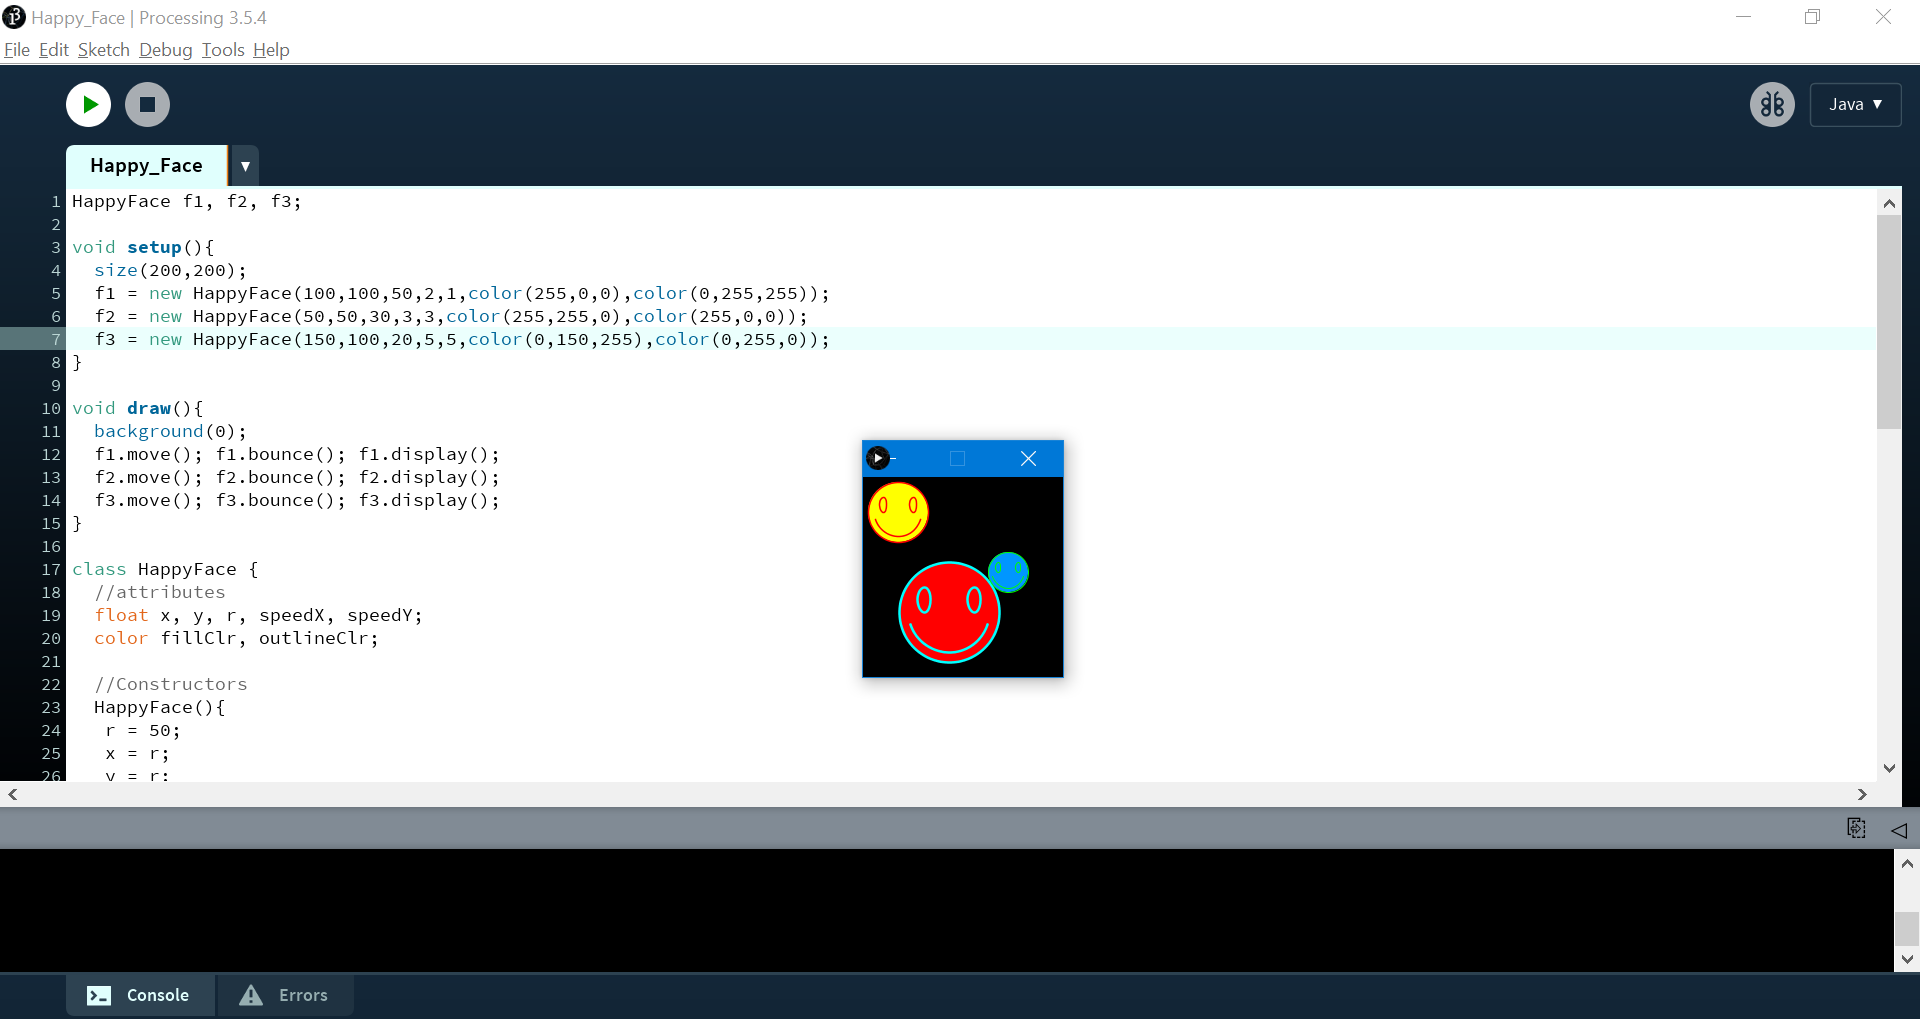 Happy_Face | Processing 3.5.4
File Edit Sketch Debug Tools Help
Java ▼
Happy_Face ▼
1 HappyFace f1, f2, f3;
2
3 void setup(){
4   size(200,200);
5   f1 = new HappyFace(100,100,50,2,1,color(255,0,0),color(0,255,255));
6   f2 = new HappyFace(50,50,30,3,3,color(255,255,0),color(255,0,0));
7   f3 = new HappyFace(150,100,20,5,5,color(0,150,255),color(0,255,0));
8 }
9
10 void draw(){
11   background(0);
12   f1.move(); f1.bounce(); f1.display();
13   f2.move(); f2.bounce(); f2.display();
14   f3.move(); f3.bounce(); f3.display();
15 }
16
17 class HappyFace {
18   //attributes
19   float x, y, r, speedX, speedY;
20   color fillClr, outlineClr;
21
22   //Constructors
23   HappyFace(){
24    r = 50;
25    x = r;
26    y = r;
Console
Errors